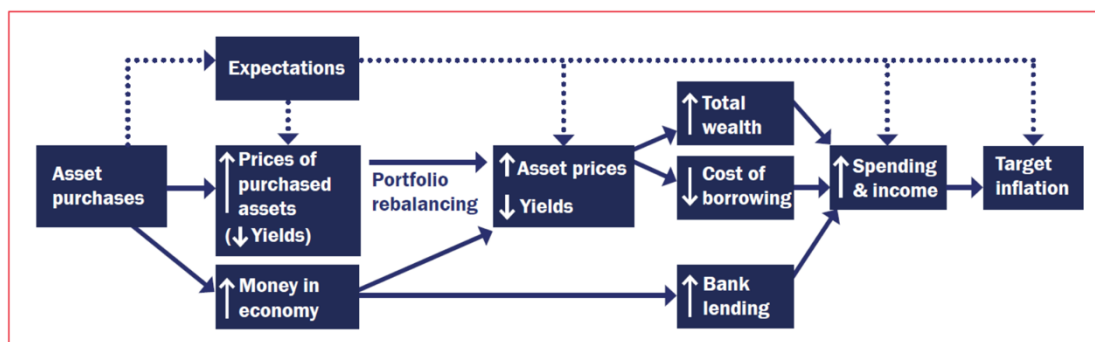 Expectations
Asset
purchases
↑ Prices of
purchased
assets
(↓ Yields)
Portfolio
rebalancing
↑ Money in
economy
↑ Asset prices
↓ Yields
↑ Total
wealth
↓ Cost of
borrowing
↑ Bank
lending
↑ Spending
& income
Target
inflation